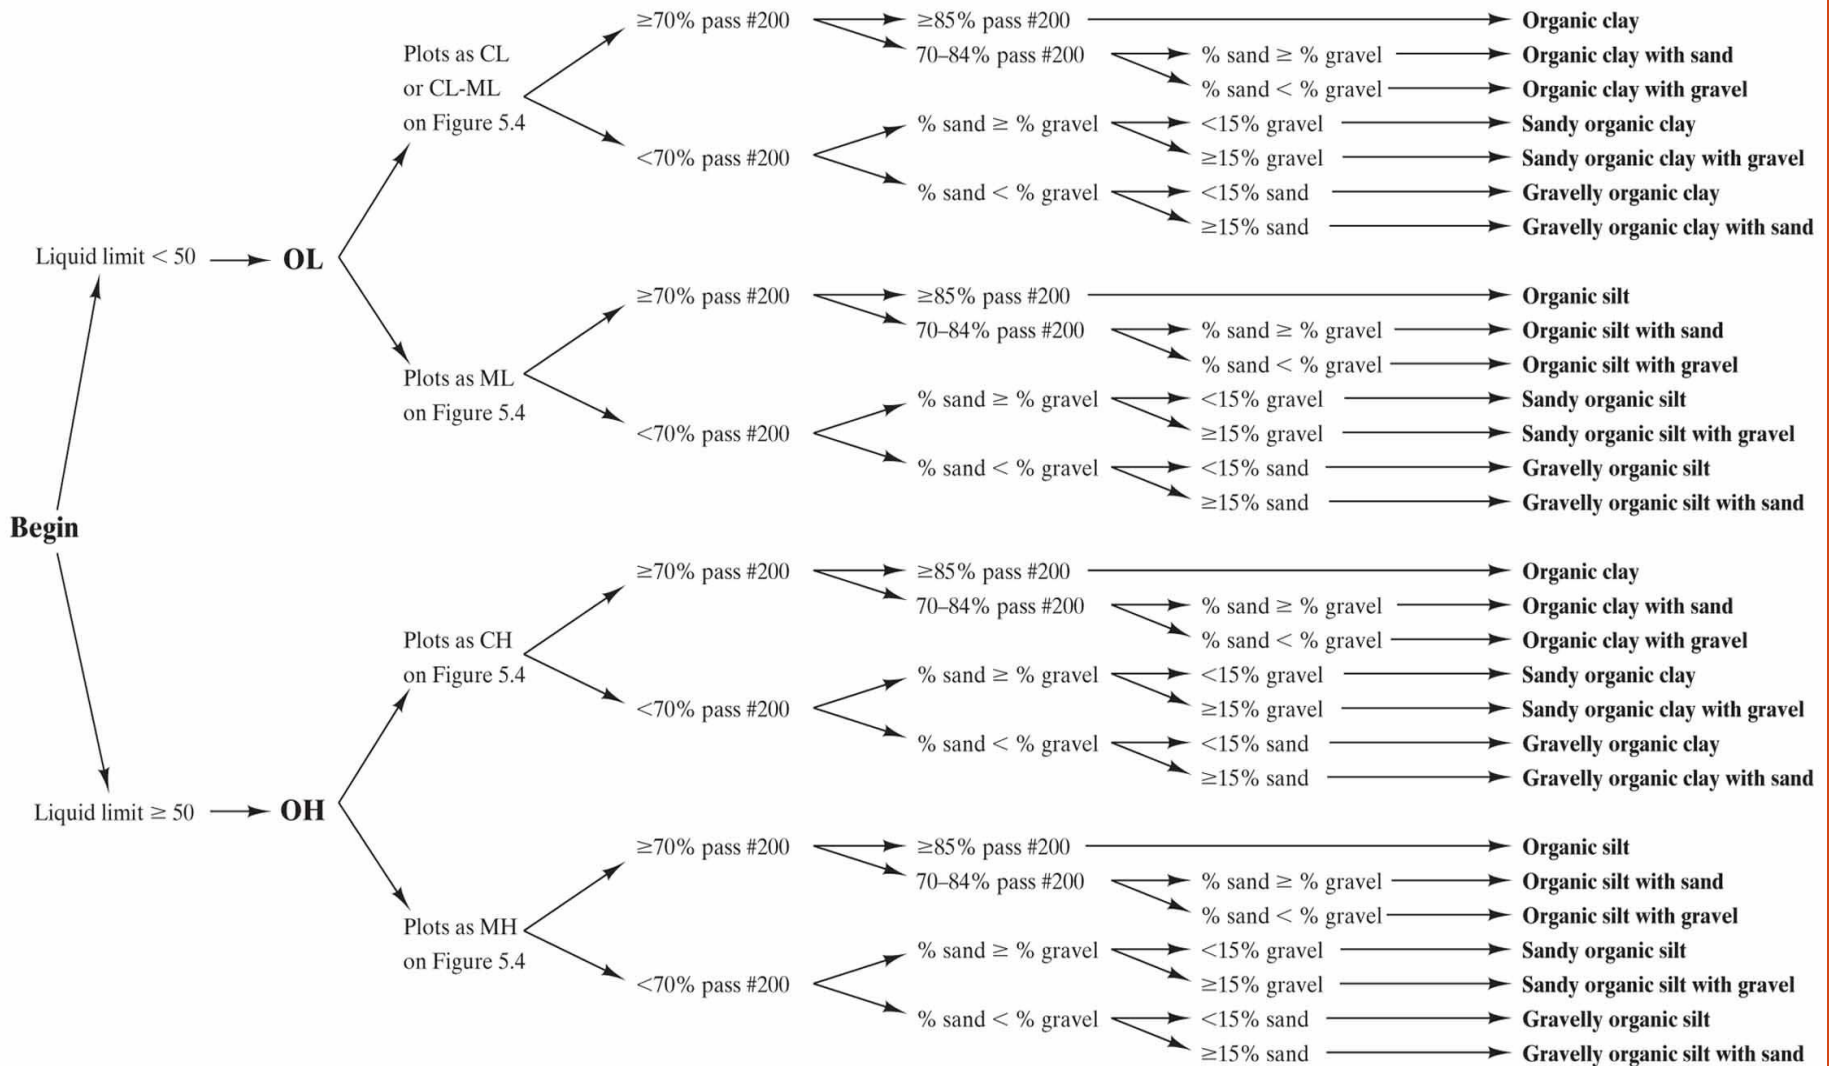 ≥70% pass #200 ≥85% pass #200 Organic clay
Plots as CL
or CL-ML
on Figure 5.4
70–84% pass #200 % sand ≥ % gravel Organic clay with sand
% sand < % gravel Organic clay with gravel
<70% pass #200 % sand ≥ % gravel <15% gravel Sandy organic clay
≥15% gravel Sandy organic clay with gravel
% sand < % gravel <15% sand Gravelly organic clay
≥15% sand Gravelly organic clay with sand
Liquid limit < 50 OL
≥70% pass #200 ≥85% pass #200 Organic silt
70–84% pass #200 % sand ≥ % gravel Organic silt with sand
% sand < % gravel Organic silt with gravel
Plots as ML
on Figure 5.4
<70% pass #200 % sand ≥ % gravel <15% gravel Sandy organic silt
≥15% gravel Sandy organic silt with gravel
% sand < % gravel <15% sand Gravelly organic silt
≥15% sand Gravelly organic silt with sand
Begin
≥70% pass #200 ≥85% pass #200 Organic clay
70–84% pass #200 % sand ≥ % gravel Organic clay with sand
% sand < % gravel Organic clay with gravel
Plots as CH
on Figure 5.4
<70% pass #200 % sand ≥ % gravel <15% gravel Sandy organic clay
≥15% gravel Sandy organic clay with gravel
% sand < % gravel <15% sand Gravelly organic clay
≥15% sand Gravelly organic clay with sand
Liquid limit ≥ 50 OH
≥70% pass #200 ≥85% pass #200 Organic silt
70–84% pass #200 % sand ≥ % gravel Organic silt with sand
% sand < % gravel Organic silt with gravel
Plots as MH
on Figure 5.4
<70% pass #200 % sand ≥ % gravel <15% gravel Sandy organic silt
≥15% gravel Sandy organic silt with gravel
% sand < % gravel <15% sand Gravelly organic silt
≥15% sand Gravelly organic silt with sand